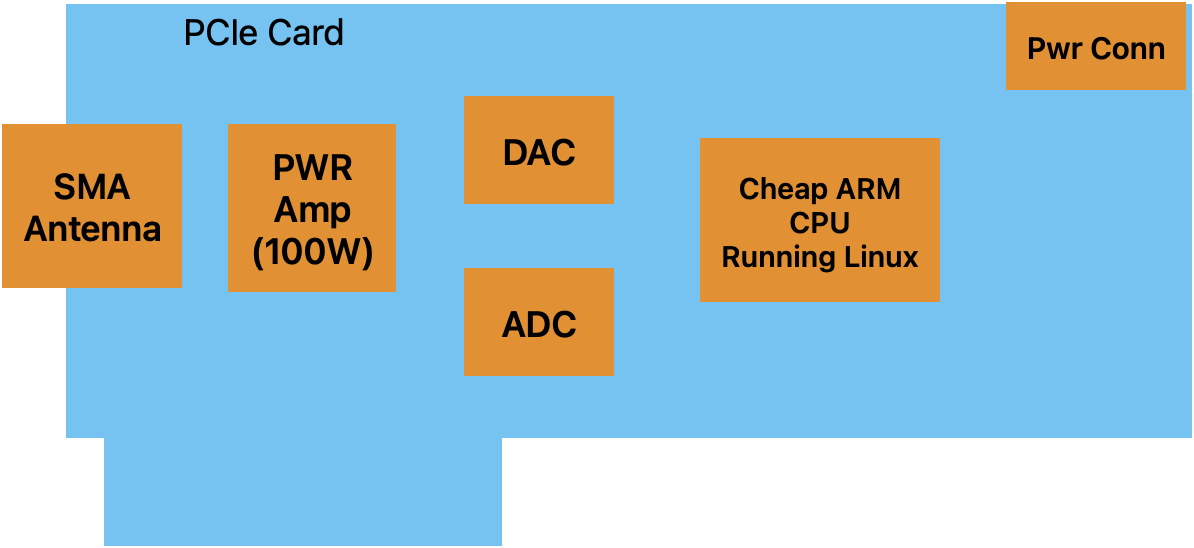 PCIe Card
Pwr Conn
SMA
Antenna
PWR
Amp
(100W)
DAC
ADC
Cheap ARM
CPU
Running Linux